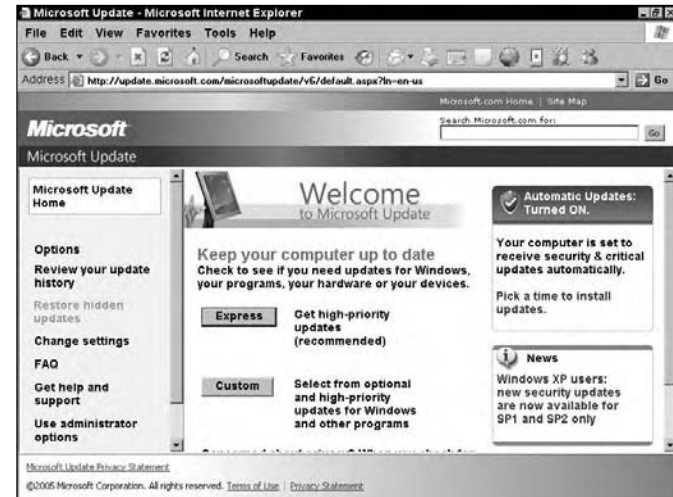 Microsoft Update - Microsoft Internet Explorer
File Edit View Favorites Tools Help
Back Search Favorites
Address http://update.microsoft.com/microsoftupdate/v6/default.aspx?ln=en-us Go
Microsoft.com Home | Site Map
Microsoft
Search Microsoft.com for:
Go
Microsoft Update
Microsoft Update
Home
Options
Review your update
history
Restore hidden
updates
Change settings
FAQ
Get help and
support
Use administrator
options
Welcome
to Microsoft Update
Keep your computer up to date
Check to see if you need updates for Windows,
your programs, your hardware or your devices.
Express
Get high-priority
updates
(recommended)
Custom
Select from optional
and high-priority
updates for Windows
and other programs
Automatic Updates:
Turned ON.
Your computer is set to
receive security & critical
updates automatically.
Pick a time to install
updates.
News
Windows XP users:
new security updates
are now available for
SP1 and SP2 only
Microsoft Update Privacy Statement
©2005 Microsoft Corporation. All rights reserved. Terms of Use | Privacy Statement